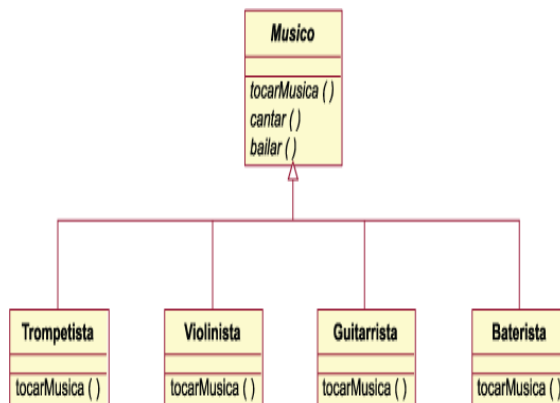 Musico
tocarMusica ( )
cantar ( )
bailar ( )
Trompetista
tocarMusica ( )
Violinista
tocarMusica ( )
Guitarrista
tocarMusica ( )
Baterista
tocarMusica ( )